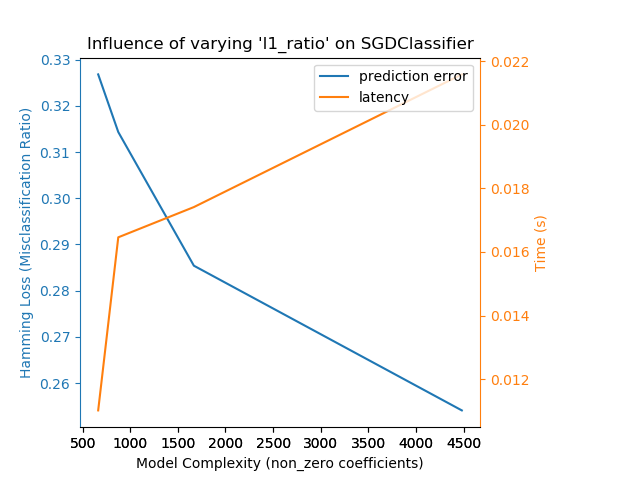 Influence of varying 'l1_ratio' on SGDClassifier
prediction error
latency
Hamming Loss (Misclassification Ratio)
0.33
0.32
0.31
0.30
0.29
0.28
0.27
0.26
0.022
0.020
0.018
0.016
0.014
0.012
Time (s)
500 1000 1500 2000 2500 3000 3500 4000 4500
Model Complexity (non_zero coefficients)